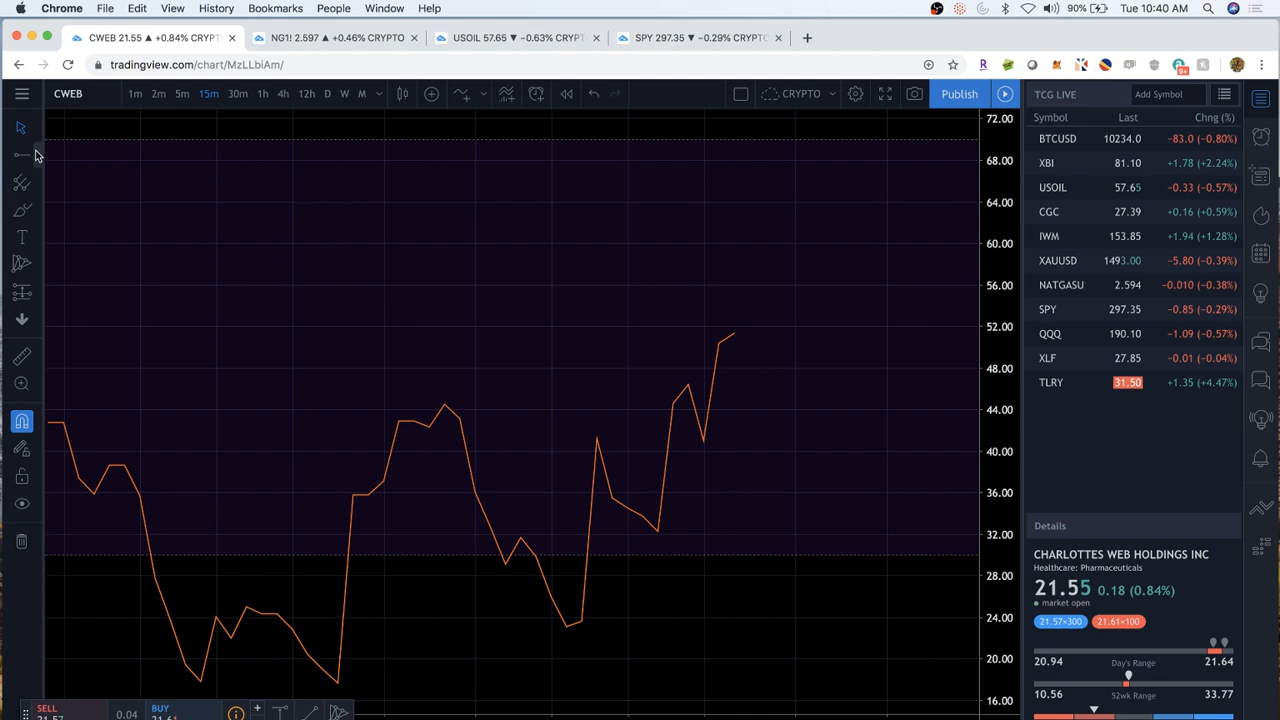 Chrome File Edit View History Bookmarks People Window Help 90% Tue 10:40 AM
CWEB 21.55 ▲ +0.84% CRYPT NG1! 2.597 ▲ +0.46% CRYPTO USOIL 57.65 ▼ −0.63% CRYPT SPY 297.35 ▼ −0.29% CRYPTO
tradingview.com/chart/MzLLbiAm/
CWEB 1m 2m 5m 15m 30m 1h 4h 12h D W M CRYPTO Publish
TCG LIVE Add Symbol
Symbol Last Chng (%)
BTCUSD 10234.0 −83.0 (−0.80%)
XBI 81.10 +1.78 (+2.24%)
USOIL 57.65 −0.33 (−0.57%)
CGC 27.39 +0.16 (+0.59%)
IWM 153.85 +1.94 (+1.28%)
XAUUSD 1493.00 −5.80 (−0.39%)
NATGASU 2.594 −0.010 (−0.38%)
SPY 297.35 −0.85 (−0.29%)
QQQ 190.10 −1.09 (−0.57%)
XLF 27.85 −0.01 (−0.04%)
TLRY 31.50 +1.35 (+4.47%)
72.00
68.00
64.00
60.00
56.00
52.00
48.00
44.00
40.00
36.00
32.00
28.00
24.00
20.00
16.00
Details
CHARLOTTES WEB HOLDINGS INC
Healthcare: Pharmaceuticals
21.55 0.18 (0.84%)
market open
21.57×300 21.61×100
20.94 Day's Range 21.64
10.56 52wk Range 33.77
SELL BUY
21.57 0.04 21.61